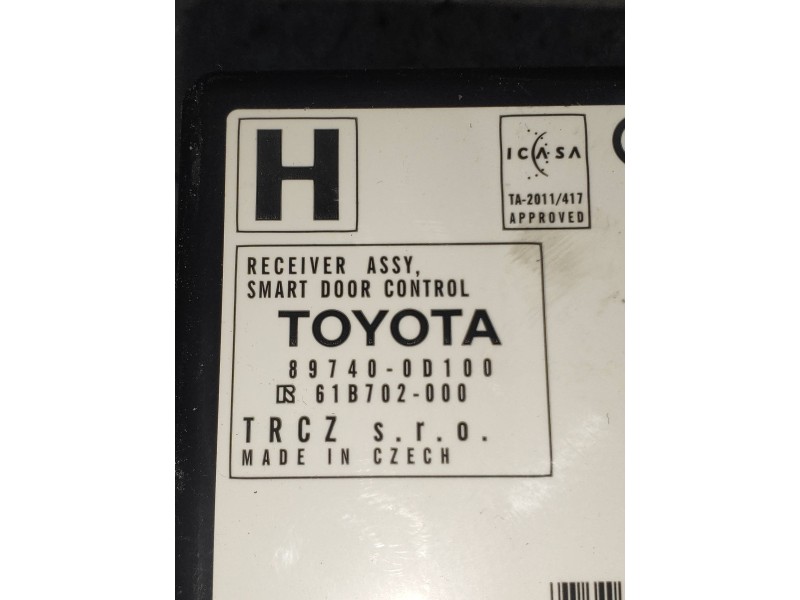 H
ICASA
TA-2011/417
APPROVED
RECEIVER ASSY,
SMART DOOR CONTROL
TOYOTA
89740-0D100
R 61B702-000
TRCZ s.r.o.
MADE IN CZECH